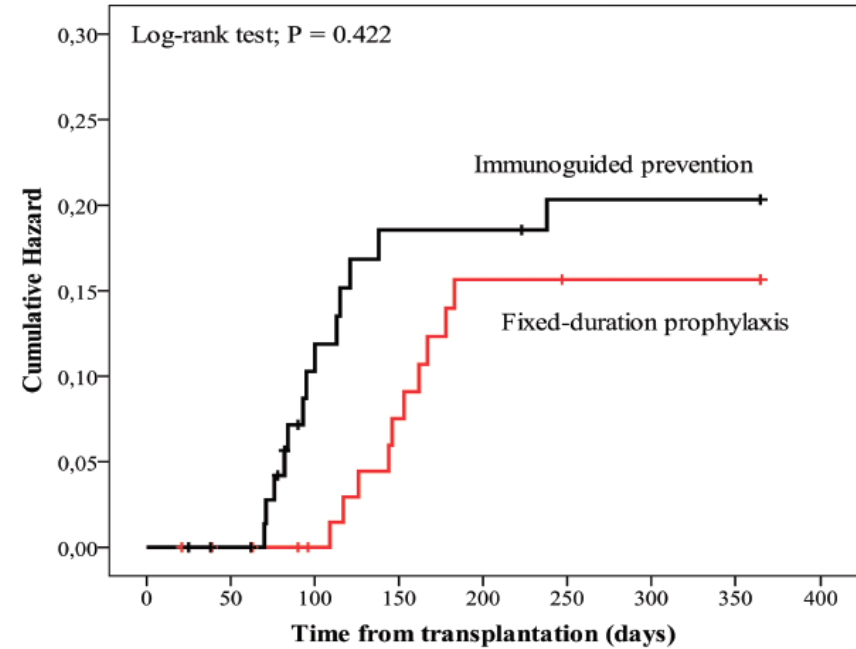 Log-rank test; P = 0.422
0,30
0,25
0,20
0,15
0,10
0,05
0,00
Cumulative Hazard
Immunoguided prevention
Fixed-duration prophylaxis
0 50 100 150 200 250 300 350 400
Time from transplantation (days)